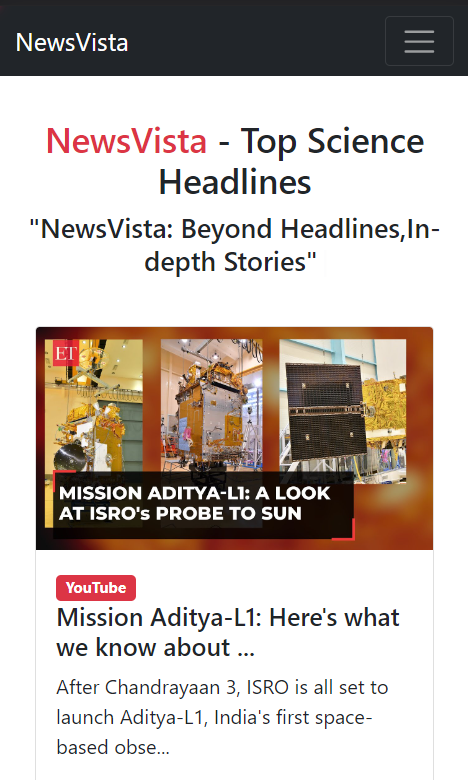 NewsVista
NewsVista - Top Science
Headlines
"NewsVista: Beyond Headlines,In-
depth Stories"
ET
MISSION ADITYA-L1: A LOOK
AT ISRO's PROBE TO SUN
YouTube
Mission Aditya-L1: Here's what
we know about ...
After Chandrayaan 3, ISRO is all set to
launch Aditya-L1, India's first space-
based obse...